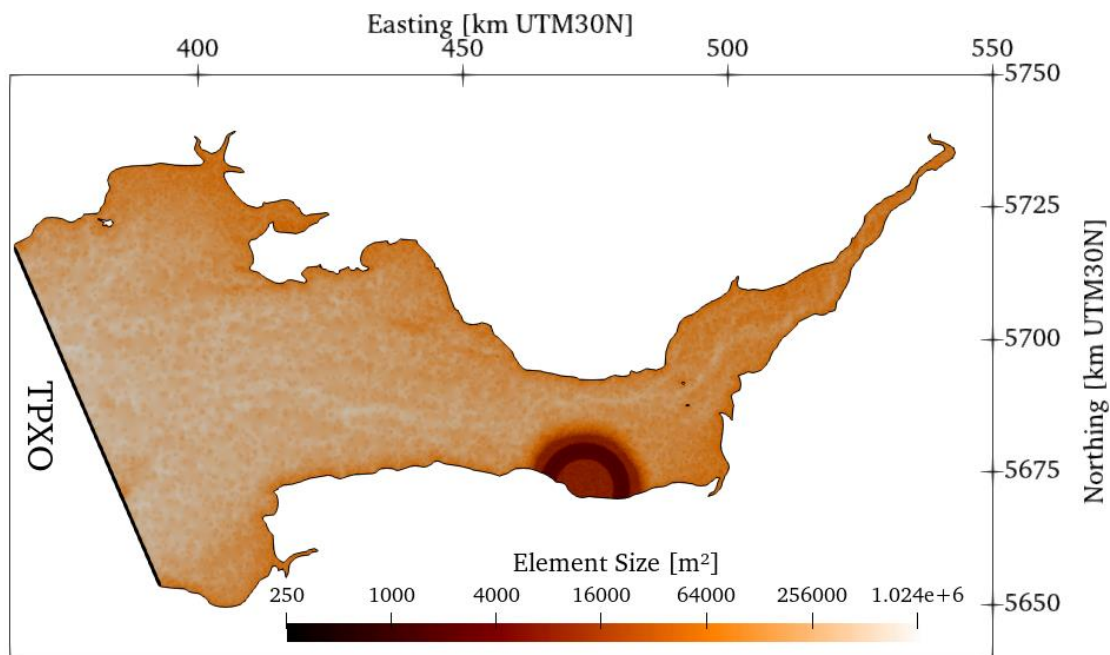 Easting [km UTM30N]
400 450 500 550
5750
5725
5700
5675
5650
Northing [km UTM30N]
TPXO
Element Size [m²]
250 1000 4000 16000 64000 256000 1.024e+6